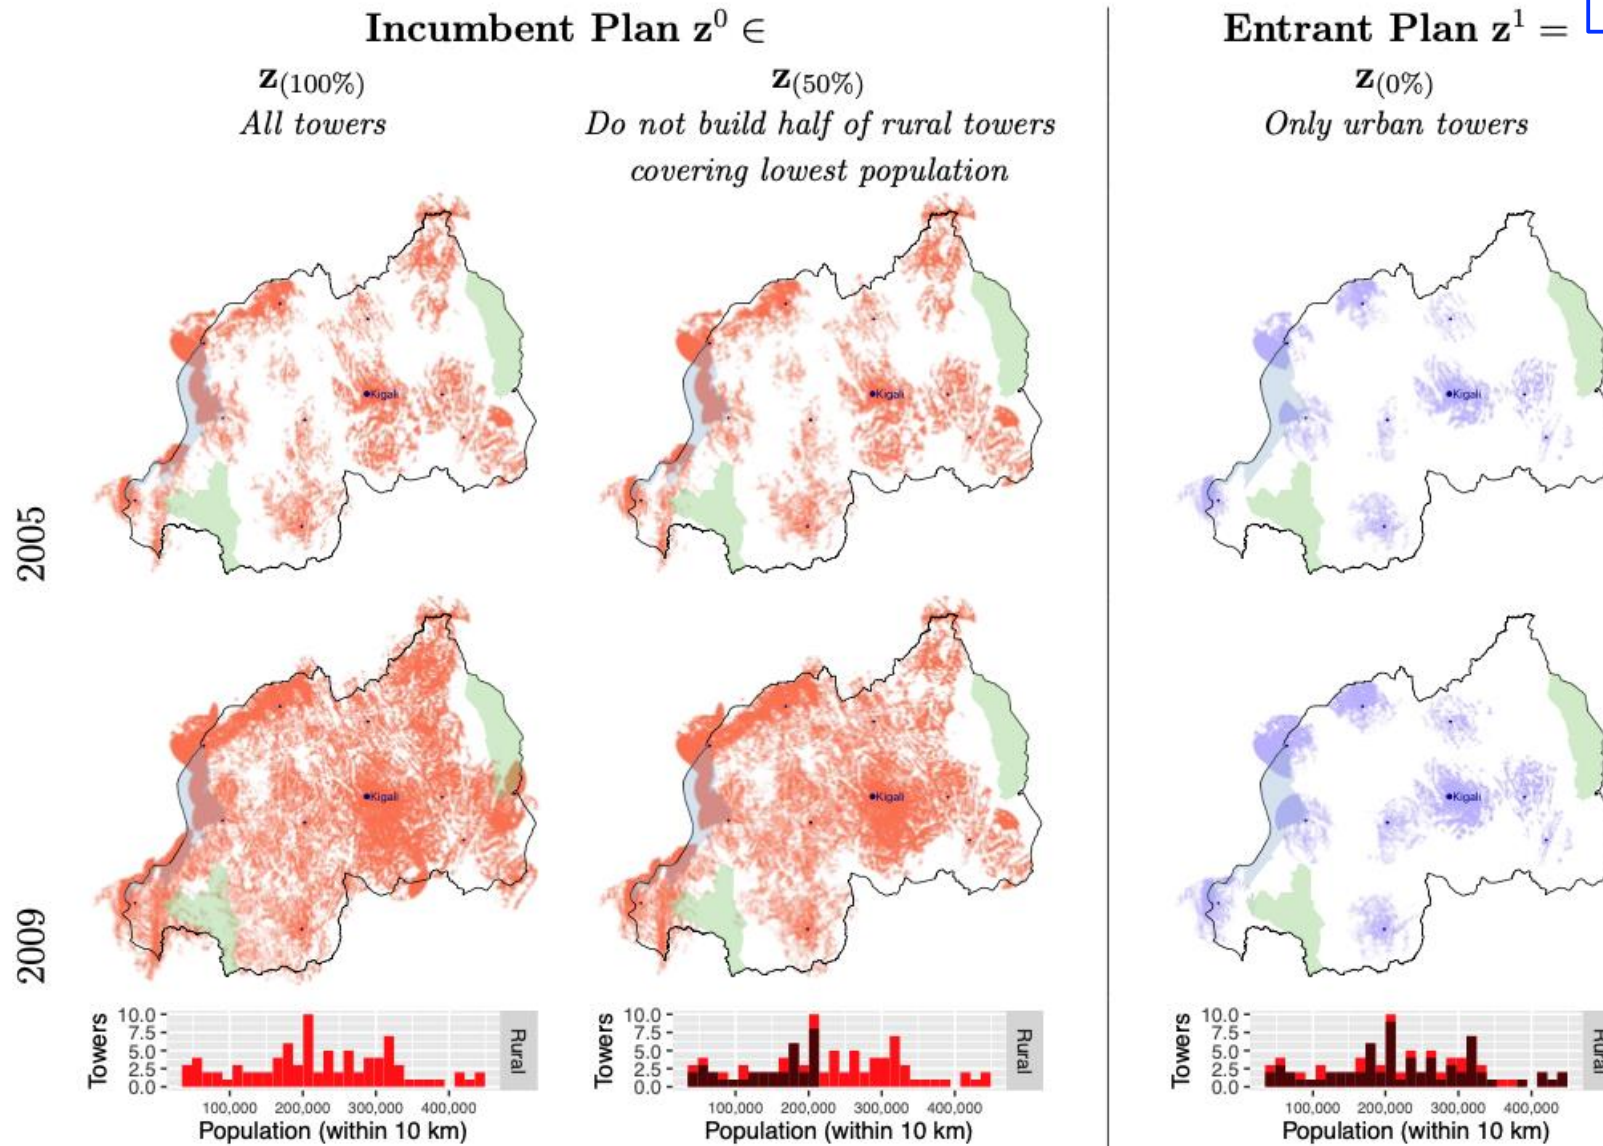 Incumbent Plan z⁰ ∈
Entrant Plan z¹ =
z(100%)
z(50%)
z(0%)
All towers
Do not build half of rural towers
covering lowest population
Only urban towers
2005
Kigali
Kigali
Kigali
2009
Kigali
Kigali
Kigali
Towers
10.0
7.5
5.0
2.5
0.0
Rural
100,000 200,000 300,000 400,000
Population (within 10 km)
Towers
10.0
7.5
5.0
2.5
0.0
Rural
100,000 200,000 300,000 400,000
Population (within 10 km)
Towers
10.0
7.5
5.0
2.5
0.0
Rural
100,000 200,000 300,000 400,000
Population (within 10 km)